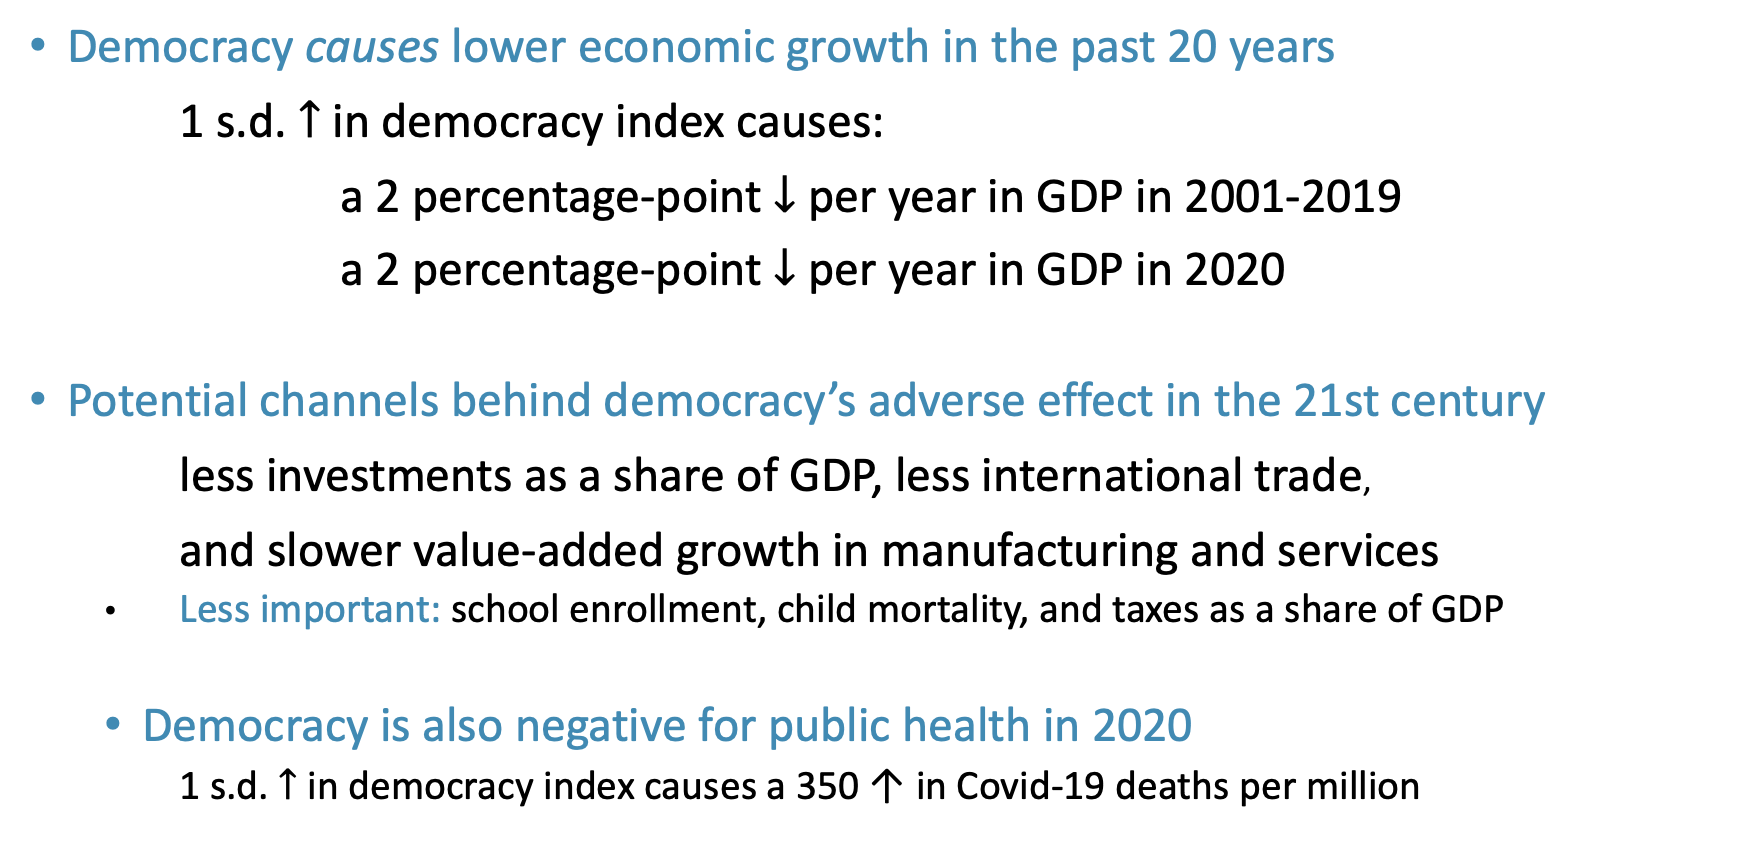 • Democracy causes lower economic growth in the past 20 years
1 s.d. ↑ in democracy index causes:
a 2 percentage-point ↓ per year in GDP in 2001-2019
a 2 percentage-point ↓ per year in GDP in 2020
• Potential channels behind democracy’s adverse effect in the 21st century
less investments as a share of GDP, less international trade,
and slower value-added growth in manufacturing and services
• Less important: school enrollment, child mortality, and taxes as a share of GDP
• Democracy is also negative for public health in 2020
1 s.d. ↑ in democracy index causes a 350 ↑ in Covid-19 deaths per million